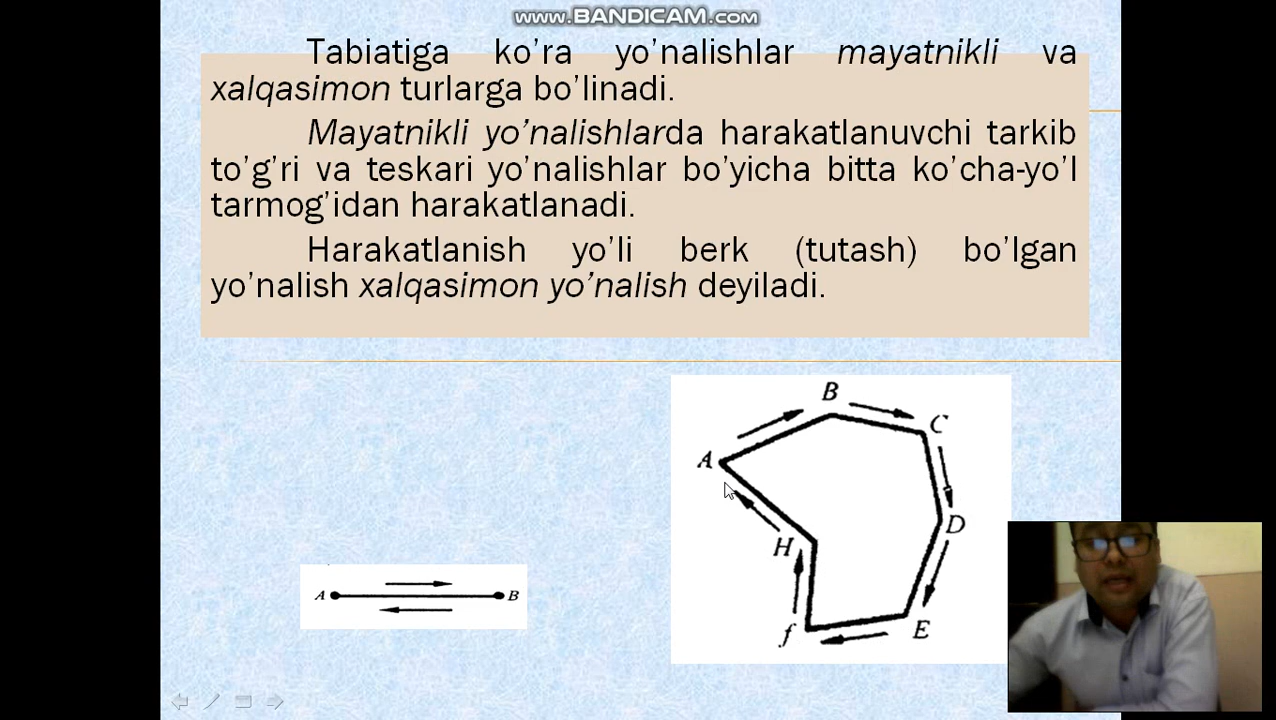 WWW.BANDICAM.COM
Tabiatiga ko’ra yo’nalishlar mayatnikli va
xalqasimon turlarga bo’linadi.
Mayatnikli yo’nalishlarda harakatlanuvchi tarkib
to’g’ri va teskari yo’nalishlar bo’yicha bitta ko’cha-yo’l
tarmog’idan harakatlanadi.
Harakatlanish yo’li berk (tutash) bo’lgan
yo’nalish xalqasimon yo’nalish deyiladi.
B
C
A
D
H
A B
f
E